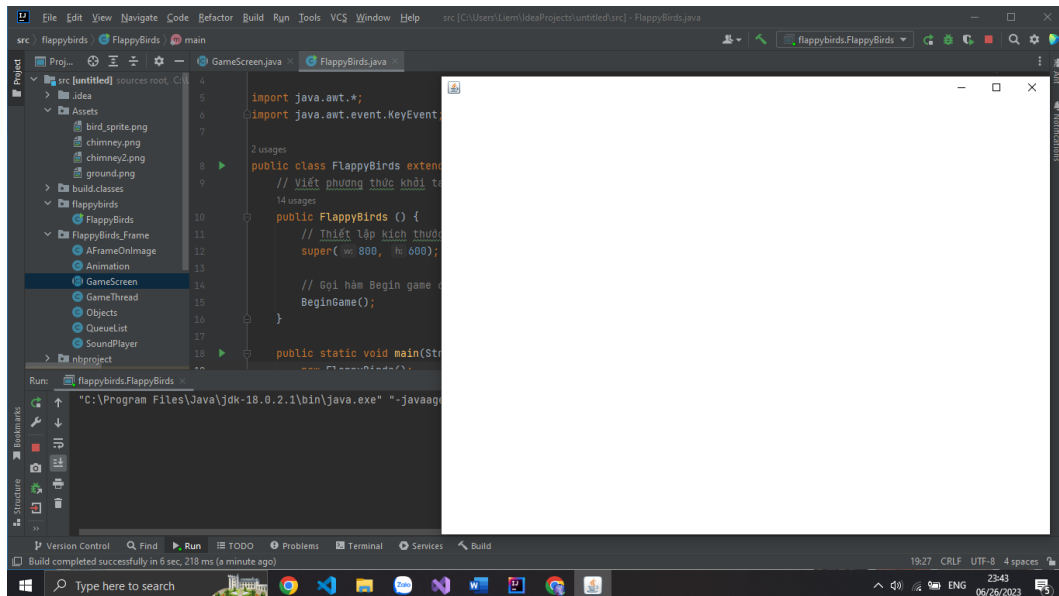 File Edit View Navigate Code Refactor Build Run Tools VCS Window Help src [C:\Users\Liem\IdeaProjects\untitled\src] - FlappyBirds.java
src flappybirds FlappyBirds main
flappybirds.FlappyBirds
Project
Proj...
GameScreen.java
FlappyBirds.java
src [untitled] sources root, C:\
.idea
Assets
bird_sprite.png
chimney.png
chimney2.png
ground.png
build.classes
flappybirds
FlappyBirds
FlappyBirds_Frame
AFrameOnImage
Animation
GameScreen
GameThread
Objects
QueueList
SoundPlayer
nbproject
4
5 import java.awt.*;
6 import java.awt.event.KeyEvent;
7
2 usages
8 public class FlappyBirds extend
9 // Viết phương thức khởi tạ
14 usages
10 public FlappyBirds () {
11 // Thiết lập kích thước
12 super( w: 800, h: 600);
13
14 // Gọi hàm Begin game
15 BeginGame();
16 }
17
18 public static void main(Str
new FlappyBirds();
Notifications
Run: flappybirds.FlappyBirds
"C:\Program Files\Java\jdk-18.0.2.1\bin\java.exe" "-javaage
Bookmarks
Structure
Version Control Find Run TODO Problems Terminal Services Build
Build completed successfully in 6 sec, 218 ms (a minute ago) 19:27 CRLF UTF-8 4 spaces
Type here to search
Zalo
ENG
23:43
06/26/2023